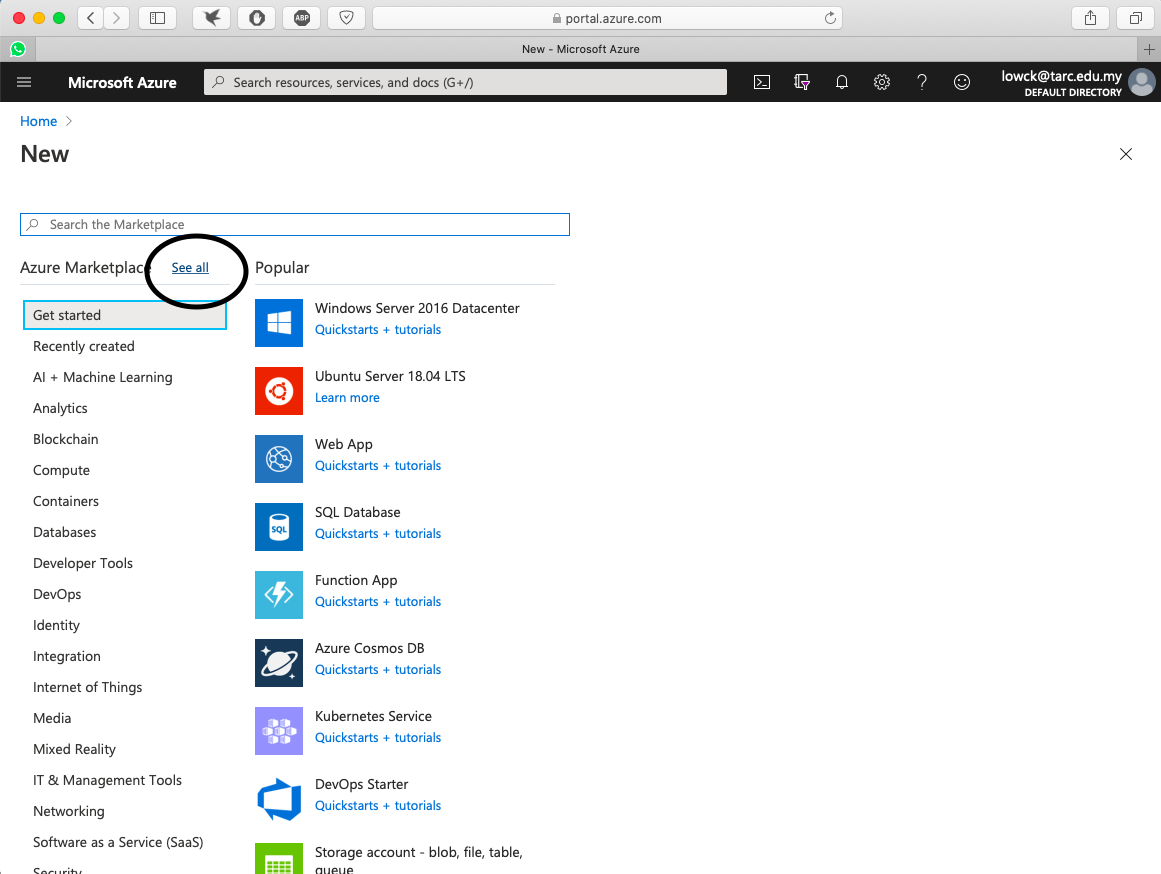 ABP
portal.azure.com
New - Microsoft Azure
Microsoft Azure
Search resources, services, and docs (G+/)
lowck@tarc.edu.my
DEFAULT DIRECTORY
Home
New
Search the Marketplace
Azure Marketplace
See all
Get started
Recently created
AI + Machine Learning
Analytics
Blockchain
Compute
Containers
Databases
Developer Tools
DevOps
Identity
Integration
Internet of Things
Media
Mixed Reality
IT & Management Tools
Networking
Software as a Service (SaaS)
Security
Popular
Windows Server 2016 Datacenter
Quickstarts + tutorials
Ubuntu Server 18.04 LTS
Learn more
Web App
Quickstarts + tutorials
SQL
SQL Database
Quickstarts + tutorials
Function App
Quickstarts + tutorials
Azure Cosmos DB
Quickstarts + tutorials
Kubernetes Service
Quickstarts + tutorials
DevOps Starter
Quickstarts + tutorials
Storage account - blob, file, table,
queue